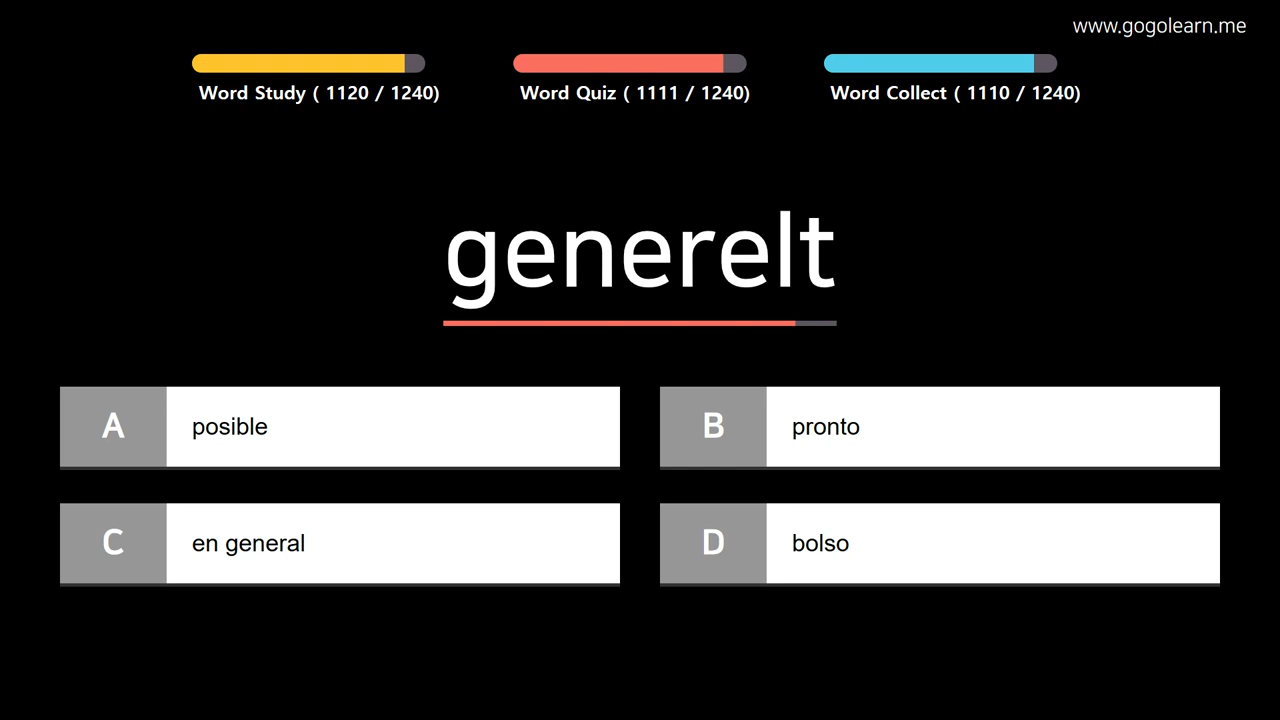 www.gogolearn.me
Word Study ( 1120 / 1240)
Word Quiz ( 1111 / 1240)
Word Collect ( 1110 / 1240)
generelt
A posible
B pronto
C en general
D bolso